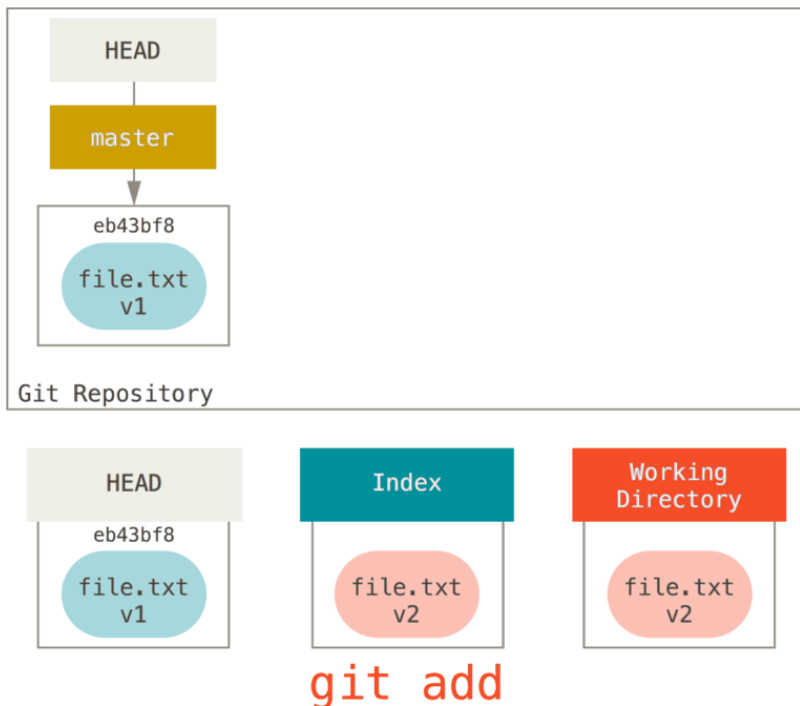 HEAD
master
eb43bf8
file.txt
v1
Git Repository
HEAD
Index
Working
Directory
eb43bf8
file.txt
v1
file.txt
v2
file.txt
v2
git add